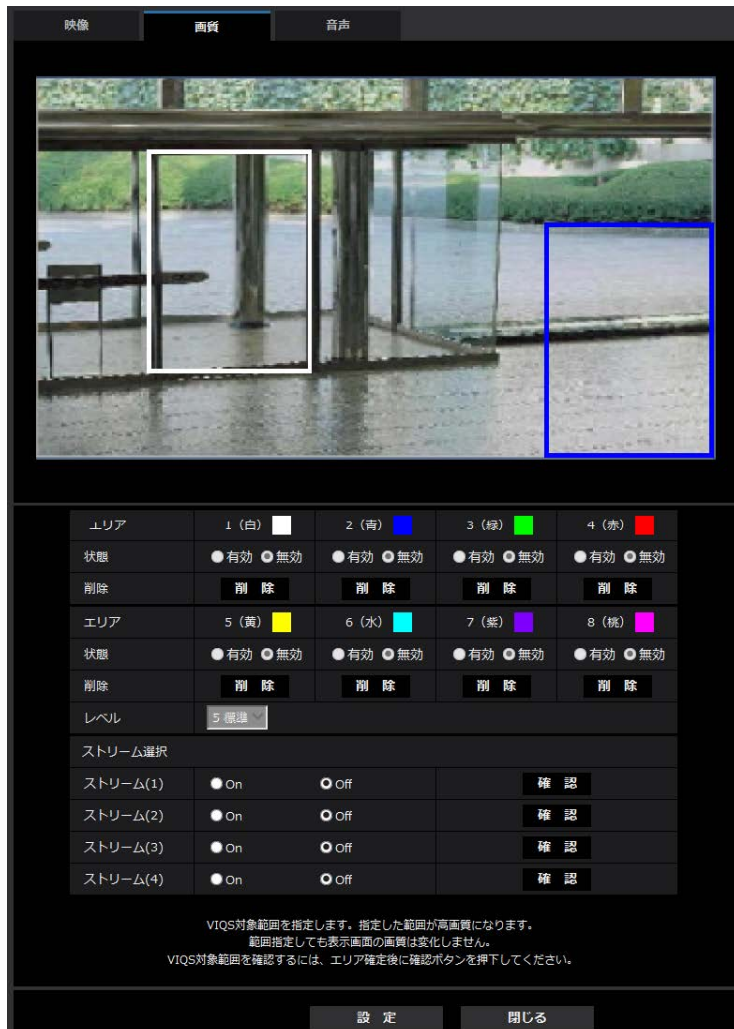 映像 画質 音声
エリア 1（白） 2（青） 3（緑） 4（赤）
状態 有効 無効 有効 無効 有効 無効 有効 無効
削除 削 除 削 除 削 除 削 除
エリア 5（黄） 6（水） 7（紫） 8（桃）
状態 有効 無効 有効 無効 有効 無効 有効 無効
削除 削 除 削 除 削 除 削 除
レベル 5 標準
ストリーム選択
ストリーム(1) On Off 確 認
ストリーム(2) On Off 確 認
ストリーム(3) On Off 確 認
ストリーム(4) On Off 確 認
VIQS対象範囲を指定します。指定した範囲が高画質になります。
範囲指定しても表示画面の画質は変化しません。
VIQS対象範囲を確認するには、エリア確定後に確認ボタンを押下してください。
設 定 閉じる